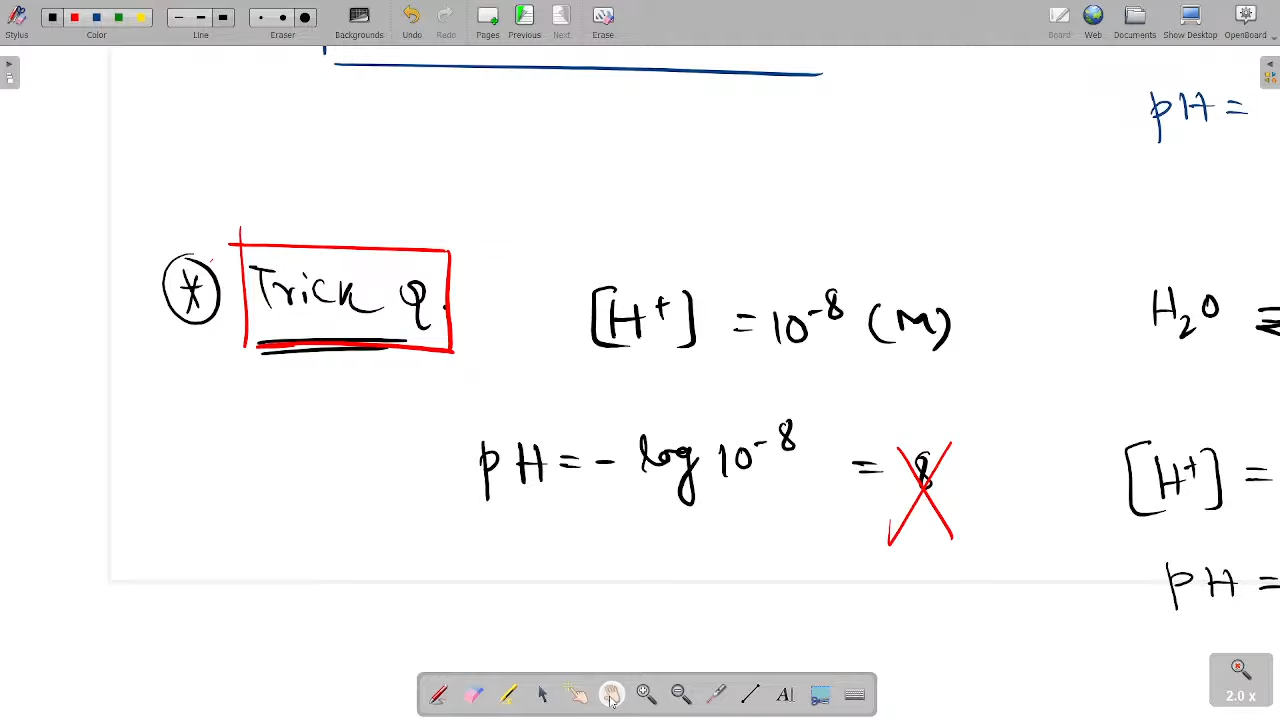 Stylus
Color
Line
Eraser
Backgrounds
Undo
Redo
Pages
Previous
Next
Erase
Board
Web
Documents
Show Desktop
OpenBoard
pH =
* Trick Q.
[H⁺] = 10⁻⁸ (M)
H₂O
pH = - log 10⁻⁸ = 8
[H⁺] =
pH =
2.0 x